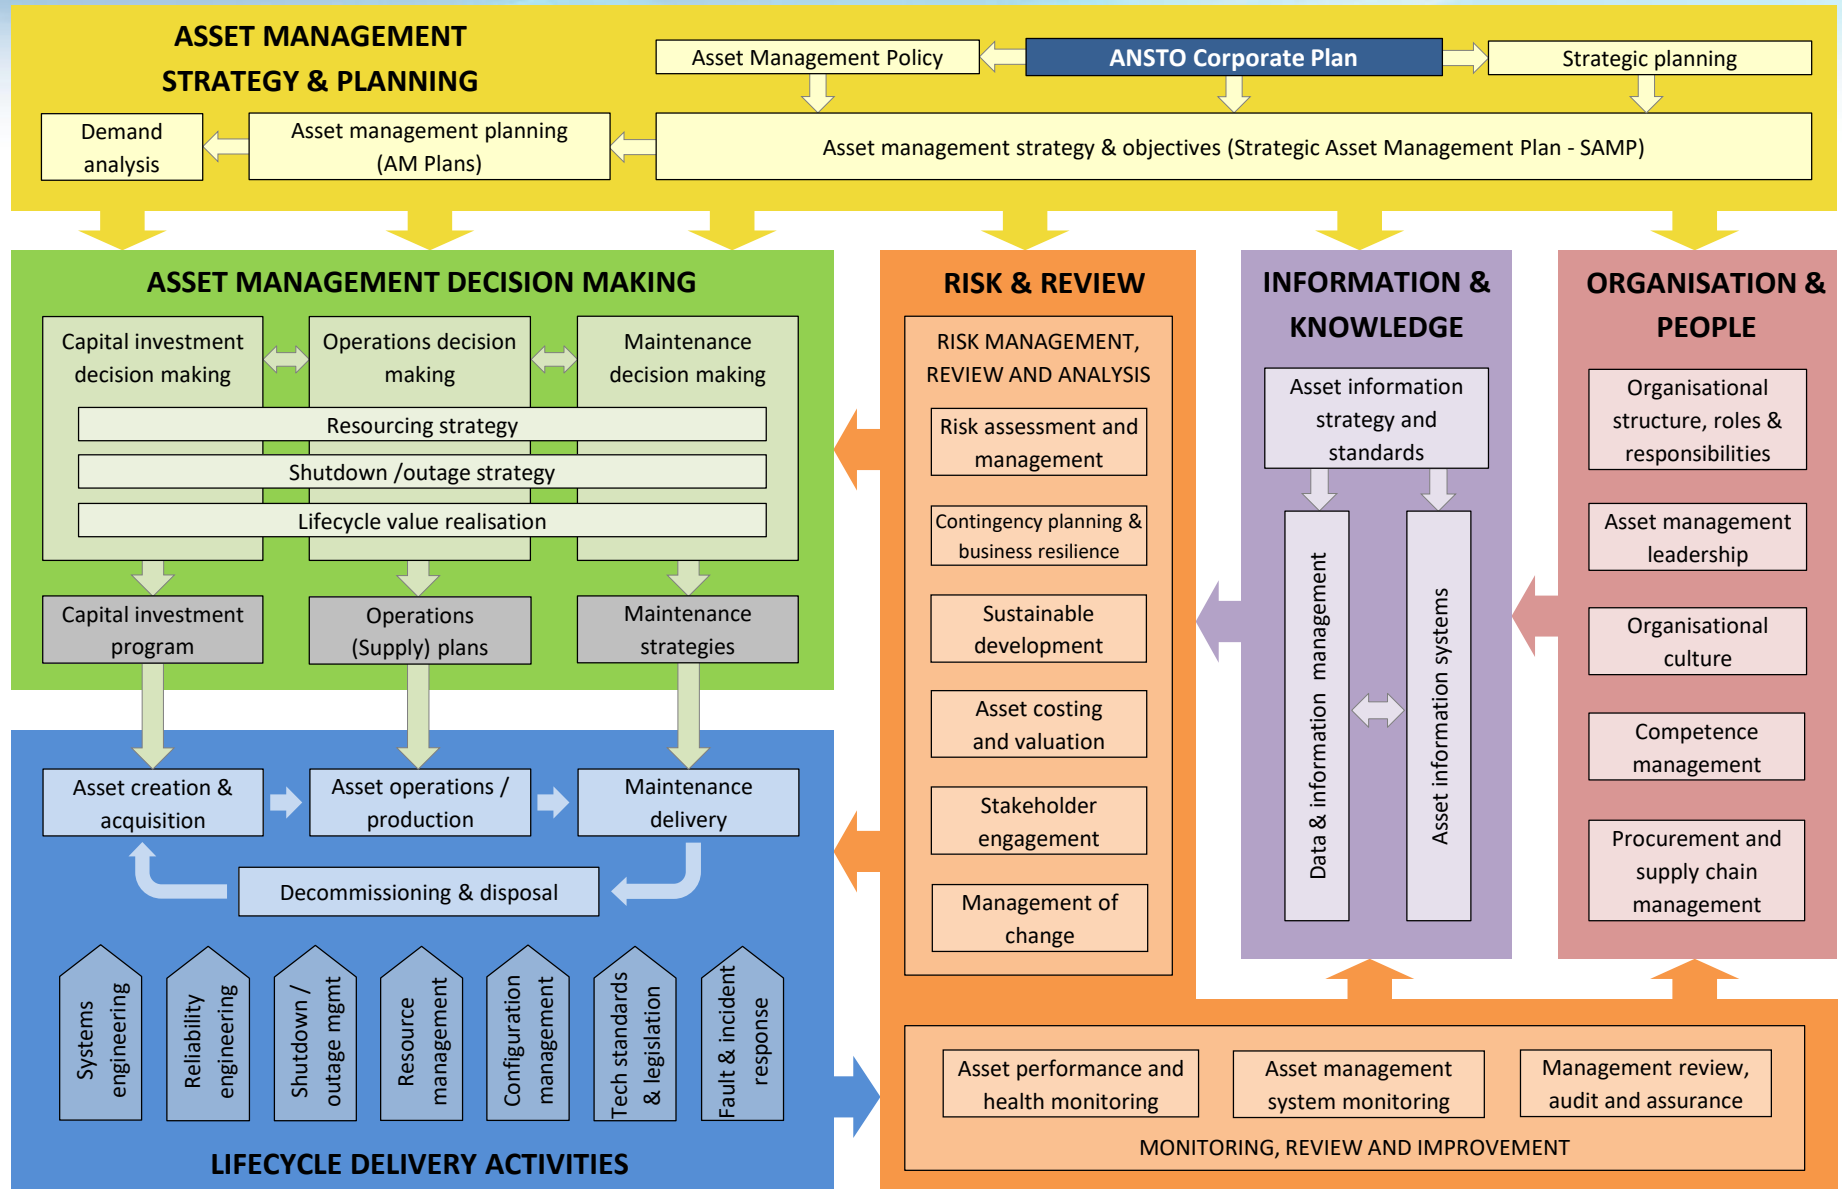 ASSET MANAGEMENT
STRATEGY & PLANNING
Asset Management Policy
ANSTO Corporate Plan
Strategic planning
Demand
analysis
Asset management planning
(AM Plans)
Asset management strategy & objectives (Strategic Asset Management Plan - SAMP)
ASSET MANAGEMENT DECISION MAKING
Capital investment
decision making
Operations decision
making
Maintenance
decision making
Resourcing strategy
Shutdown /outage strategy
Lifecycle value realisation
Capital investment
program
Operations
(Supply) plans
Maintenance
strategies
RISK & REVIEW
RISK MANAGEMENT,
REVIEW AND ANALYSIS
Risk assessment and
management
Contingency planning &
business resilience
Sustainable
development
Asset costing
and valuation
Stakeholder
engagement
Management of
change
INFORMATION &
KNOWLEDGE
Asset information
strategy and
standards
Data & information management
Asset information systems
ORGANISATION &
PEOPLE
Organisational
structure, roles &
responsibilities
Asset management
leadership
Organisational
culture
Competence
management
Procurement and
supply chain
management
Asset creation &
acquisition
Asset operations /
production
Maintenance
delivery
Decommissioning & disposal
Systems
engineering
Reliability
engineering
Shutdown /
outage mgmt
Resource
management
Configuration
management
Tech standards
& legislation
Fault & incident
response
LIFECYCLE DELIVERY ACTIVITIES
Asset performance and
health monitoring
Asset management
system monitoring
Management review,
audit and assurance
MONITORING, REVIEW AND IMPROVEMENT